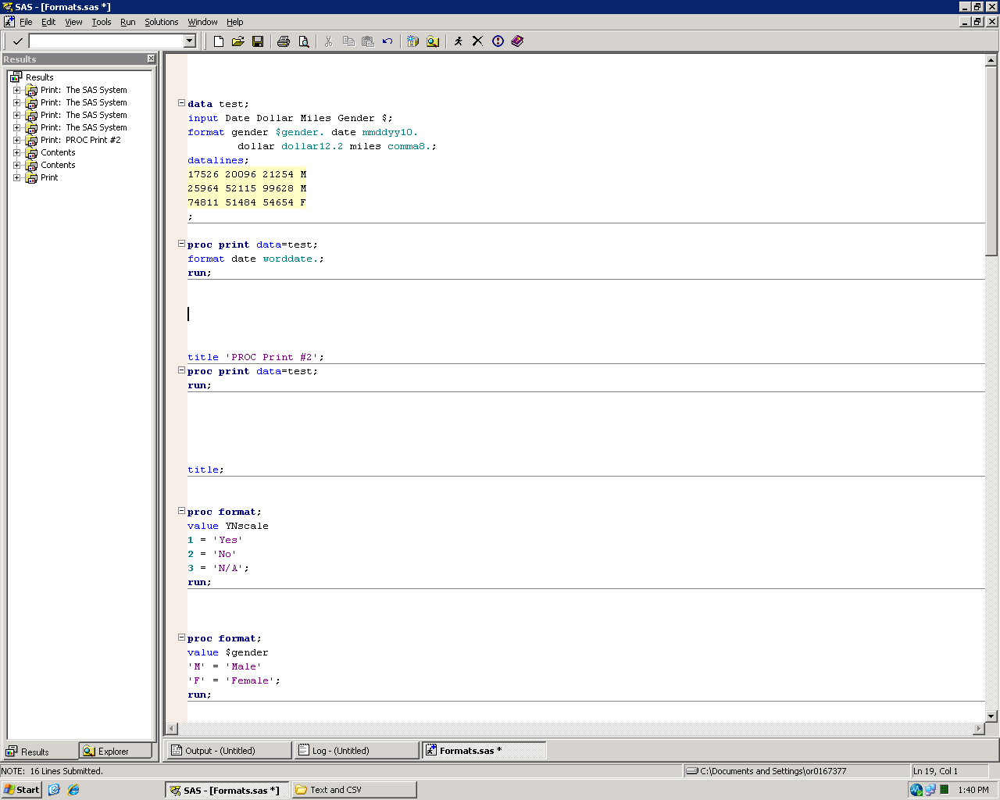 SAS - [Formats.sas *]
File Edit View Tools Run Solutions Window Help
Results
Results
Print: The SAS System
Print: The SAS System
Print: The SAS System
Print: The SAS System
Print: PROC Print #2
Contents
Contents
Print
data test;
input Date Dollar Miles Gender $;
format gender $gender. date mmddyy10.
dollar dollar12.2 miles comma8.;
datalines;
17526 20096 21254 M
25964 52115 99628 M
74811 51484 54654 F
;
proc print data=test;
format date worddate.;
run;
title 'PROC Print #2';
proc print data=test;
run;
title;
proc format;
value YNscale
1 = 'Yes'
2 = 'No'
3 = 'N/A';
run;
proc format;
value $gender
'M' = 'Male'
'F' = 'Female';
run;
Results Explorer
Output - (Untitled) Log - (Untitled) Formats.sas *
NOTE: 16 Lines Submitted. C:\Documents and Settings\or0167377 Ln 19, Col 1
Start SAS - [Formats.sas *] Text and CSV 1:40 PM